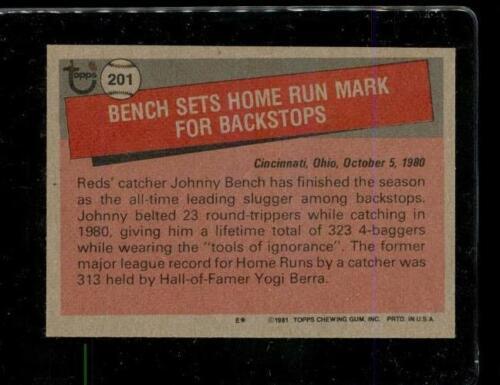 topps
201
BENCH SETS HOME RUN MARK
FOR BACKSTOPS
Cincinnati, Ohio, October 5, 1980
Reds' catcher Johnny Bench has finished the season
as the all-time leading slugger among backstops.
Johnny belted 23 round-trippers while catching in
1980, giving him a lifetime total of 323 4-baggers
while wearing the "tools of ignorance". The former
major league record for Home Runs by a catcher was
313 held by Hall-of-Famer Yogi Berra.
E* ©1981 TOPPS CHEWING GUM, INC. PRTD. IN U.S.A.